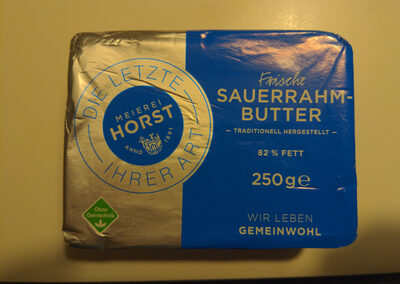 DIE LETZTE
IHRER ART
MEIEREI
HORST
ANNO 1891
Ohne
Gentechnik
Frische
SAUERRAHM-
BUTTER
TRADITIONELL HERGESTELLT
82 % FETT
250g℮
WIR LEBEN
GEMEINWOHL